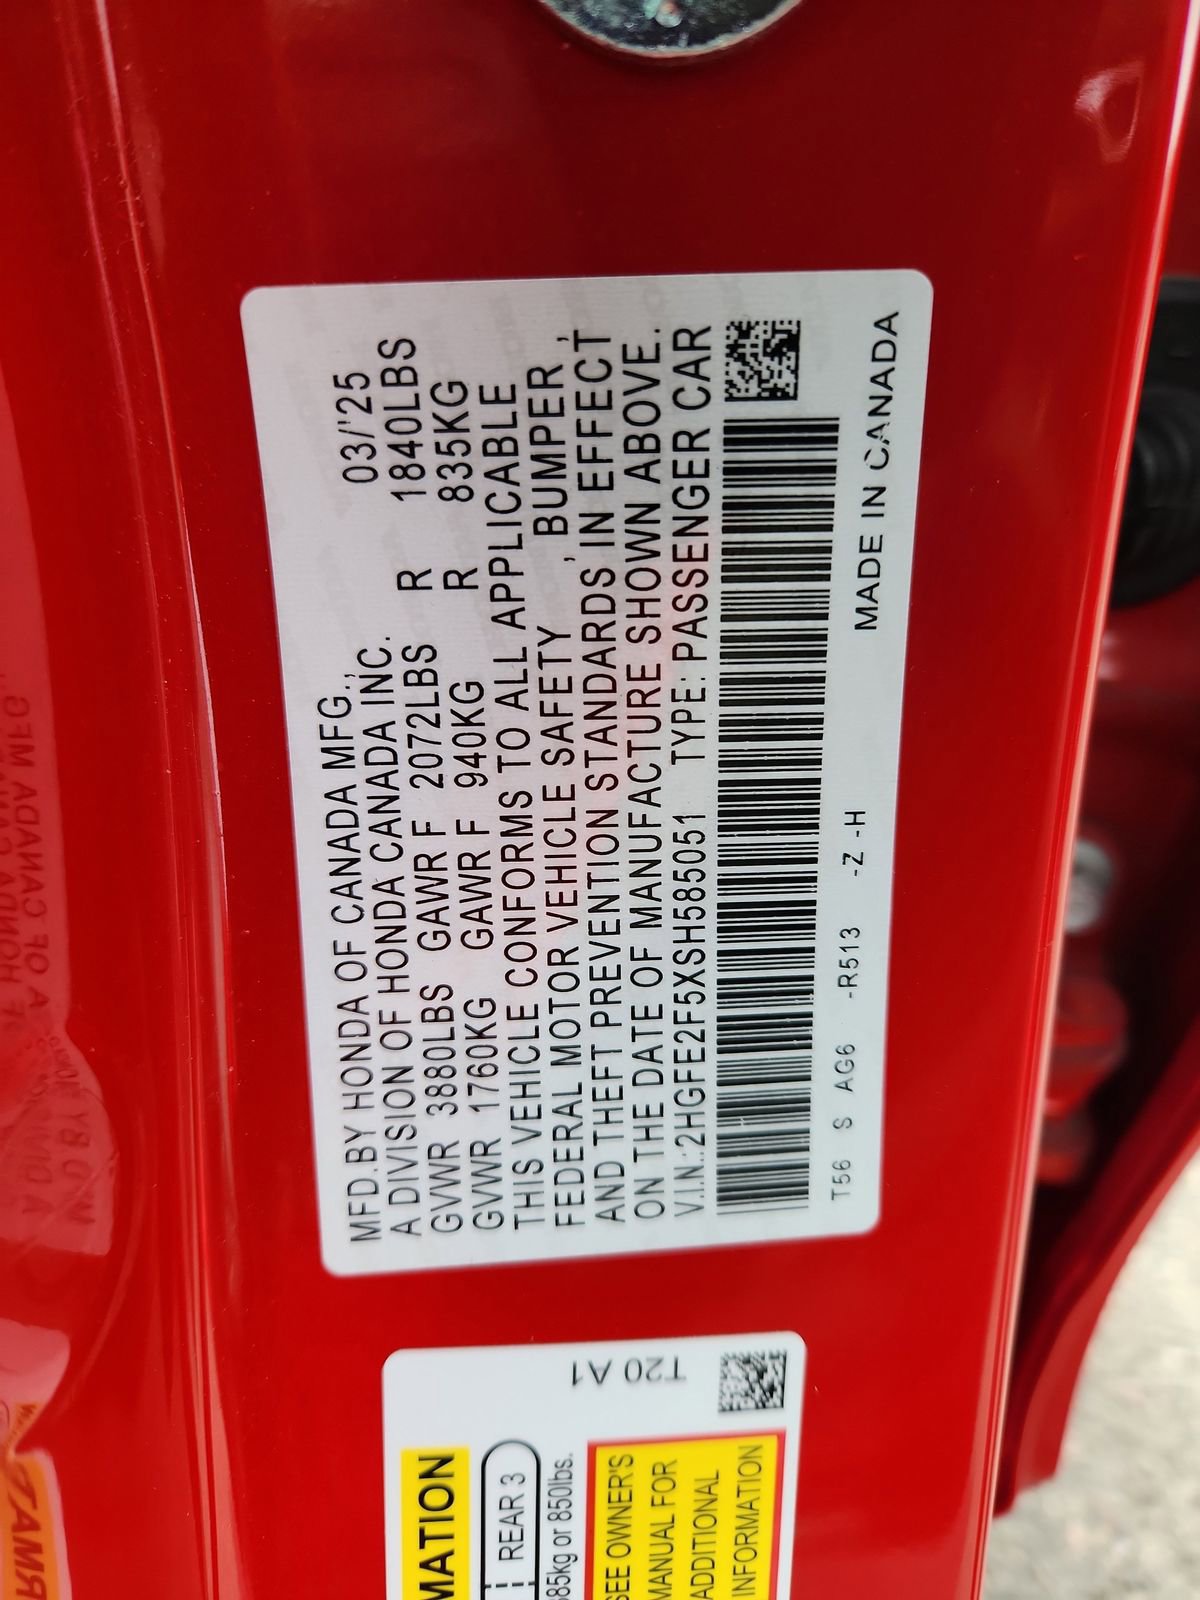 MFD.BY HONDA OF CANADA MFG.,
A DIVISION OF HONDA CANADA INC. 03/'25
GVWR 3880LBS GAWR F 2072LBS R 1840LBS
GVWR 1760KG GAWR F 940KG R 835KG
THIS VEHICLE CONFORMS TO ALL APPLICABLE
FEDERAL MOTOR VEHICLE SAFETY , BUMPER ,
AND THEFT PREVENTION STANDARDS IN EFFECT
ON THE DATE OF MANUFACTURE SHOWN ABOVE.
V.I.N.:2HGFE2F5XSH585051 TYPE: PASSENGER CAR
T56 S AG6 -R513 -Z -H MADE IN CANADA
T20 A1
MATION
REAR 3
385kg or 850lbs.
SEE OWNER'S
MANUAL FOR
ADDITIONAL
INFORMATION